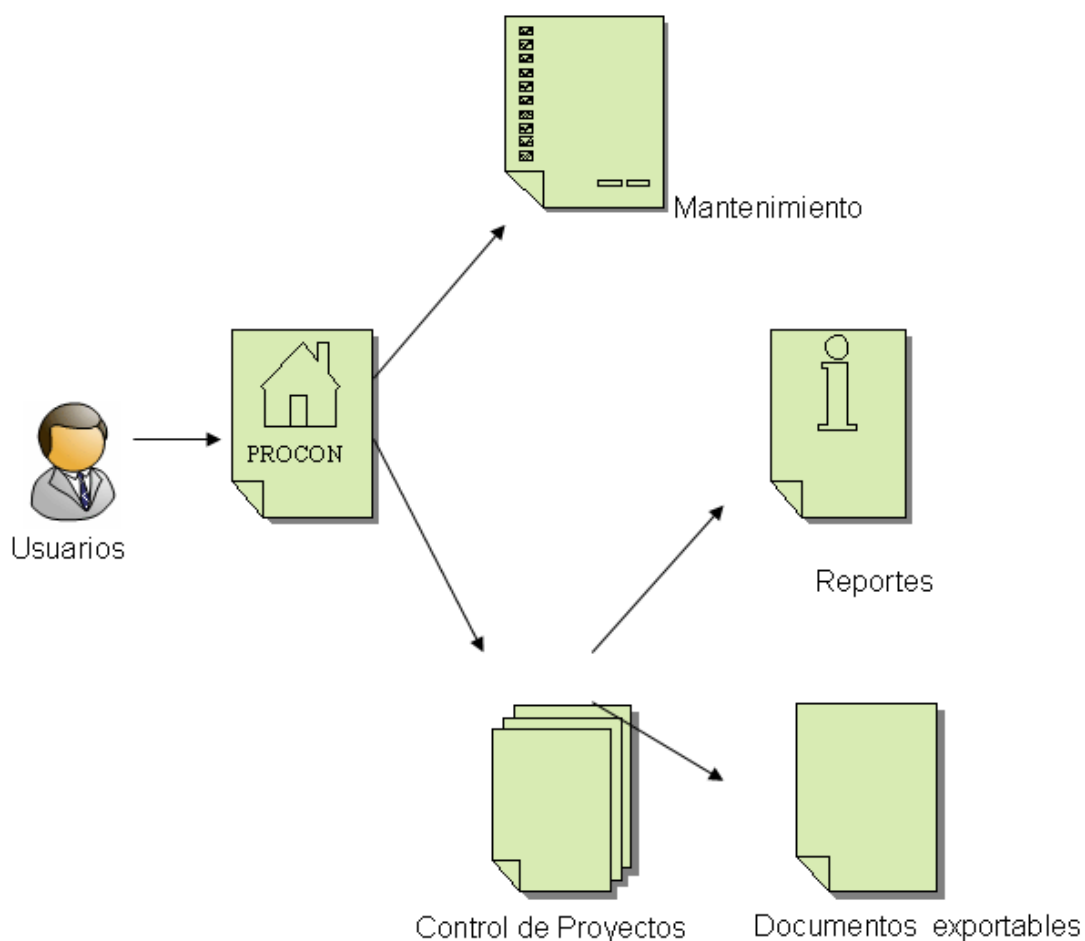 Mantenimiento
PROCON
Usuarios
Reportes
Control de Proyectos
Documentos exportables